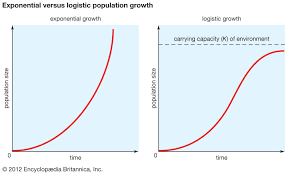 Exponential versus logistic population growth
exponential growth
logistic growth
carrying capacity (K) of environment
population size
population size
0
time
0
time
© 2012 Encyclopædia Britannica, Inc.